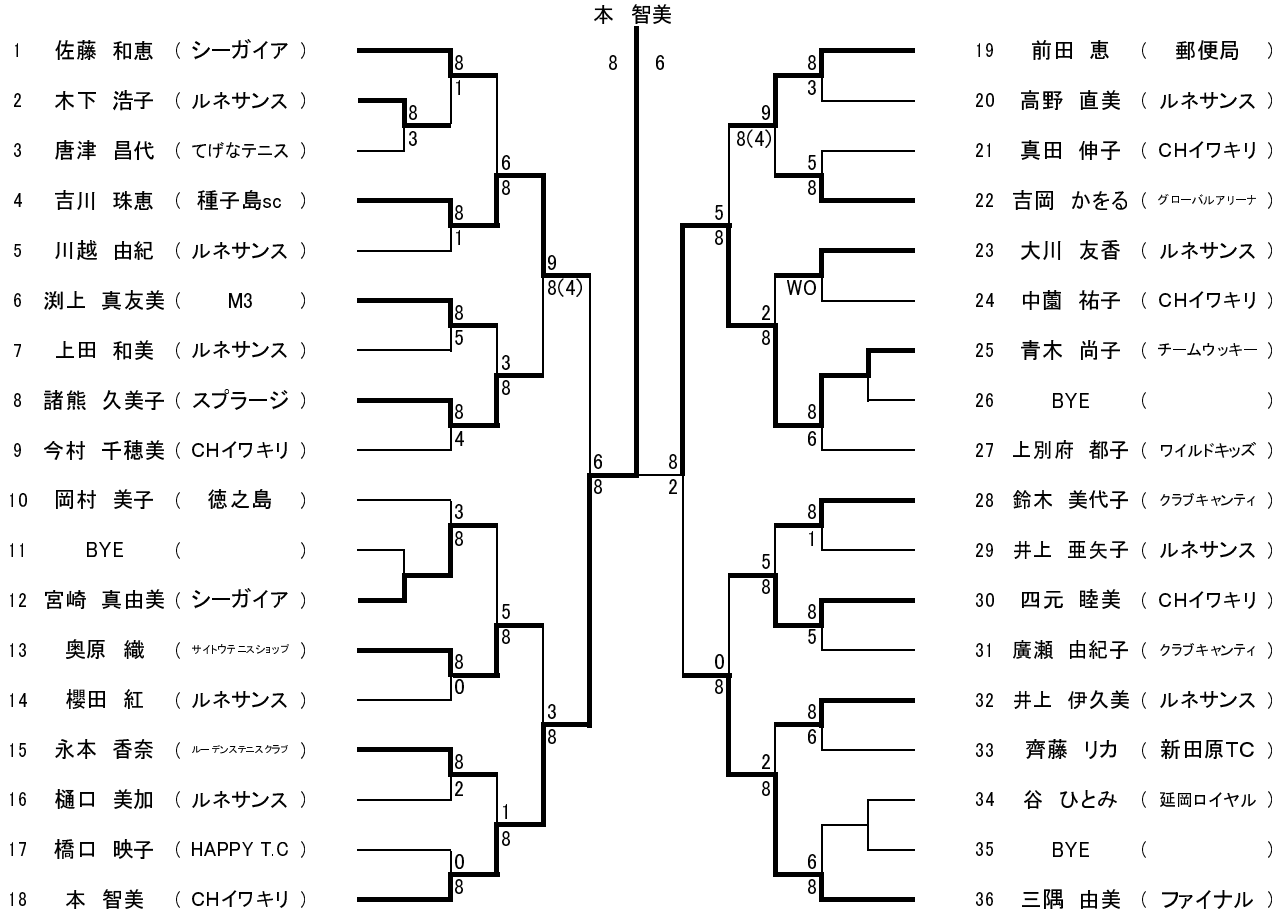 本 智美
8 6
1 佐藤 和恵 ( シーガイア )
2 木下 浩子 ( ルネサンス )
3 唐津 昌代 ( てげなテニス )
4 吉川 珠恵 ( 種子島sc )
5 川越 由紀 ( ルネサンス )
6 渕上 真友美 ( M3 )
7 上田 和美 ( ルネサンス )
8 諸熊 久美子 ( スプラージ )
9 今村 千穂美 ( CHイワキリ )
10 岡村 美子 ( 徳之島 )
11 BYE ( )
12 宮崎 真由美 ( シーガイア )
13 奥原 織 ( サイトウテニスショップ )
14 櫻田 紅 ( ルネサンス )
15 永本 香奈 ( ルーデンステニスクラブ )
16 樋口 美加 ( ルネサンス )
17 橋口 映子 ( HAPPY T.C )
18 本 智美 ( CHイワキリ )
8
1
8
3
6
8
8
1
9
8(4)
8
5
3
8
8
4
6
8
3
8
5
8
8
0
3
8
8
2
1
8
0
8
19 前田 恵 ( 郵便局 )
20 高野 直美 ( ルネサンス )
21 真田 伸子 ( CHイワキリ )
22 吉岡 かをる ( グローバルアリーナ )
23 大川 友香 ( ルネサンス )
24 中薗 祐子 ( CHイワキリ )
25 青木 尚子 ( チームウッキー )
26 BYE ( )
27 上別府 都子 ( ワイルドキッズ )
28 鈴木 美代子 ( クラブキャンティ )
29 井上 亜矢子 ( ルネサンス )
30 四元 睦美 ( CHイワキリ )
31 廣瀬 由紀子 ( クラブキャンティ )
32 井上 伊久美 ( ルネサンス )
33 齊藤 リカ ( 新田原TC )
34 谷 ひとみ ( 延岡ロイヤル )
35 BYE ( )
36 三隅 由美 ( ファイナル )
8
3
9
8(4)
5
8
5
8
WO
2
8
8
6
8
2
8
1
5
8
8
5
0
8
8
6
2
8
6
8